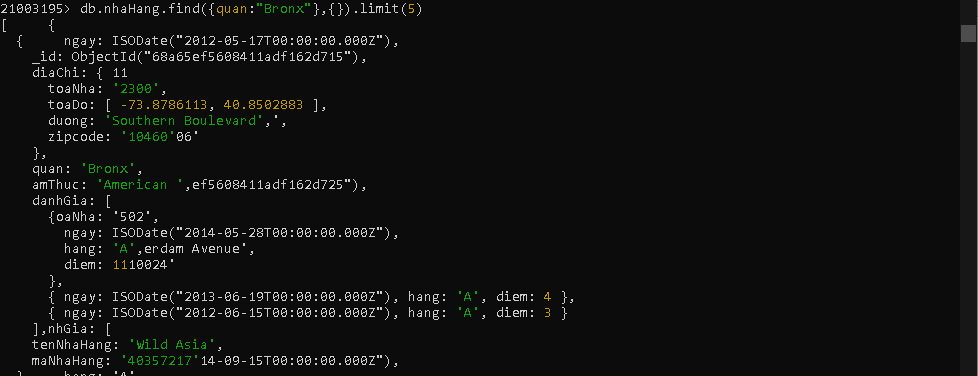 21003195> db.nhaHang.find({quan:"Bronx"},{}).limit(5)
[     {
  {     ngay: ISODate("2012-05-17T00:00:00.000Z"),
    _id: ObjectId("68a65ef5608411adf162d715"),
    diaChi: { 11
      toaNha: '2300',
      toaDo: [ -73.8786113, 40.8502883 ],
      duong: 'Southern Boulevard',',
      zipcode: '10460'06'
    },
    quan: 'Bronx',
    amThuc: 'American ',ef5608411adf162d725"),
    danhGia: [
      {oaNha: '502',
        ngay: ISODate("2014-05-28T00:00:00.000Z"),
        hang: 'A',erdam Avenue',
        diem: 1110024'
      },
      { ngay: ISODate("2013-06-19T00:00:00.000Z"), hang: 'A', diem: 4 },
      { ngay: ISODate("2012-06-15T00:00:00.000Z"), hang: 'A', diem: 3 }
    ],nhGia: [
    tenNhaHang: 'Wild Asia',
    maNhaHang: '40357217'14-09-15T00:00:00.000Z"),
  }     hang: 'A'